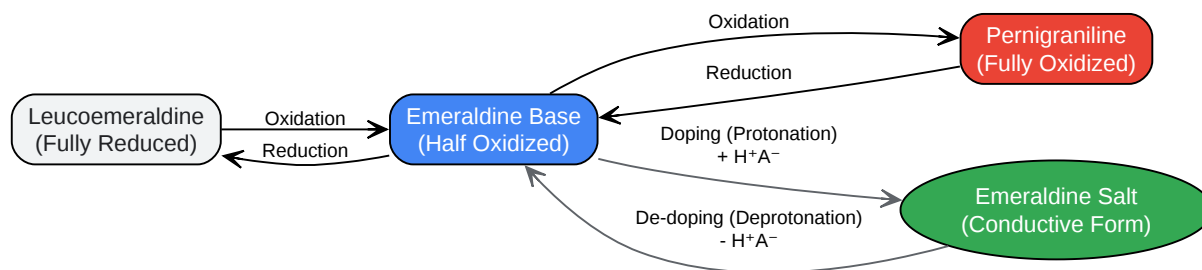 Leucoemeraldine
(Fully Reduced)
Oxidation
Reduction
Emeraldine Base
(Half Oxidized)
Oxidation
Reduction
Pernigraniline
(Fully Oxidized)
Doping (Protonation)
+ H⁺A⁻
De-doping (Deprotonation)
- H⁺A⁻
Emeraldine Salt
(Conductive Form)